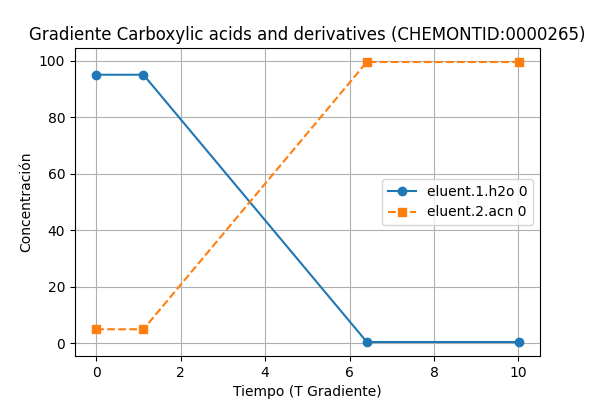 Gradiente Carboxylic acids and derivatives (CHEMONTID:0000265)
100
80
60
40
20
0
Concentración
eluent.1.h2o 0
eluent.2.acn 0
0 2 4 6 8 10
Tiempo (T Gradiente)